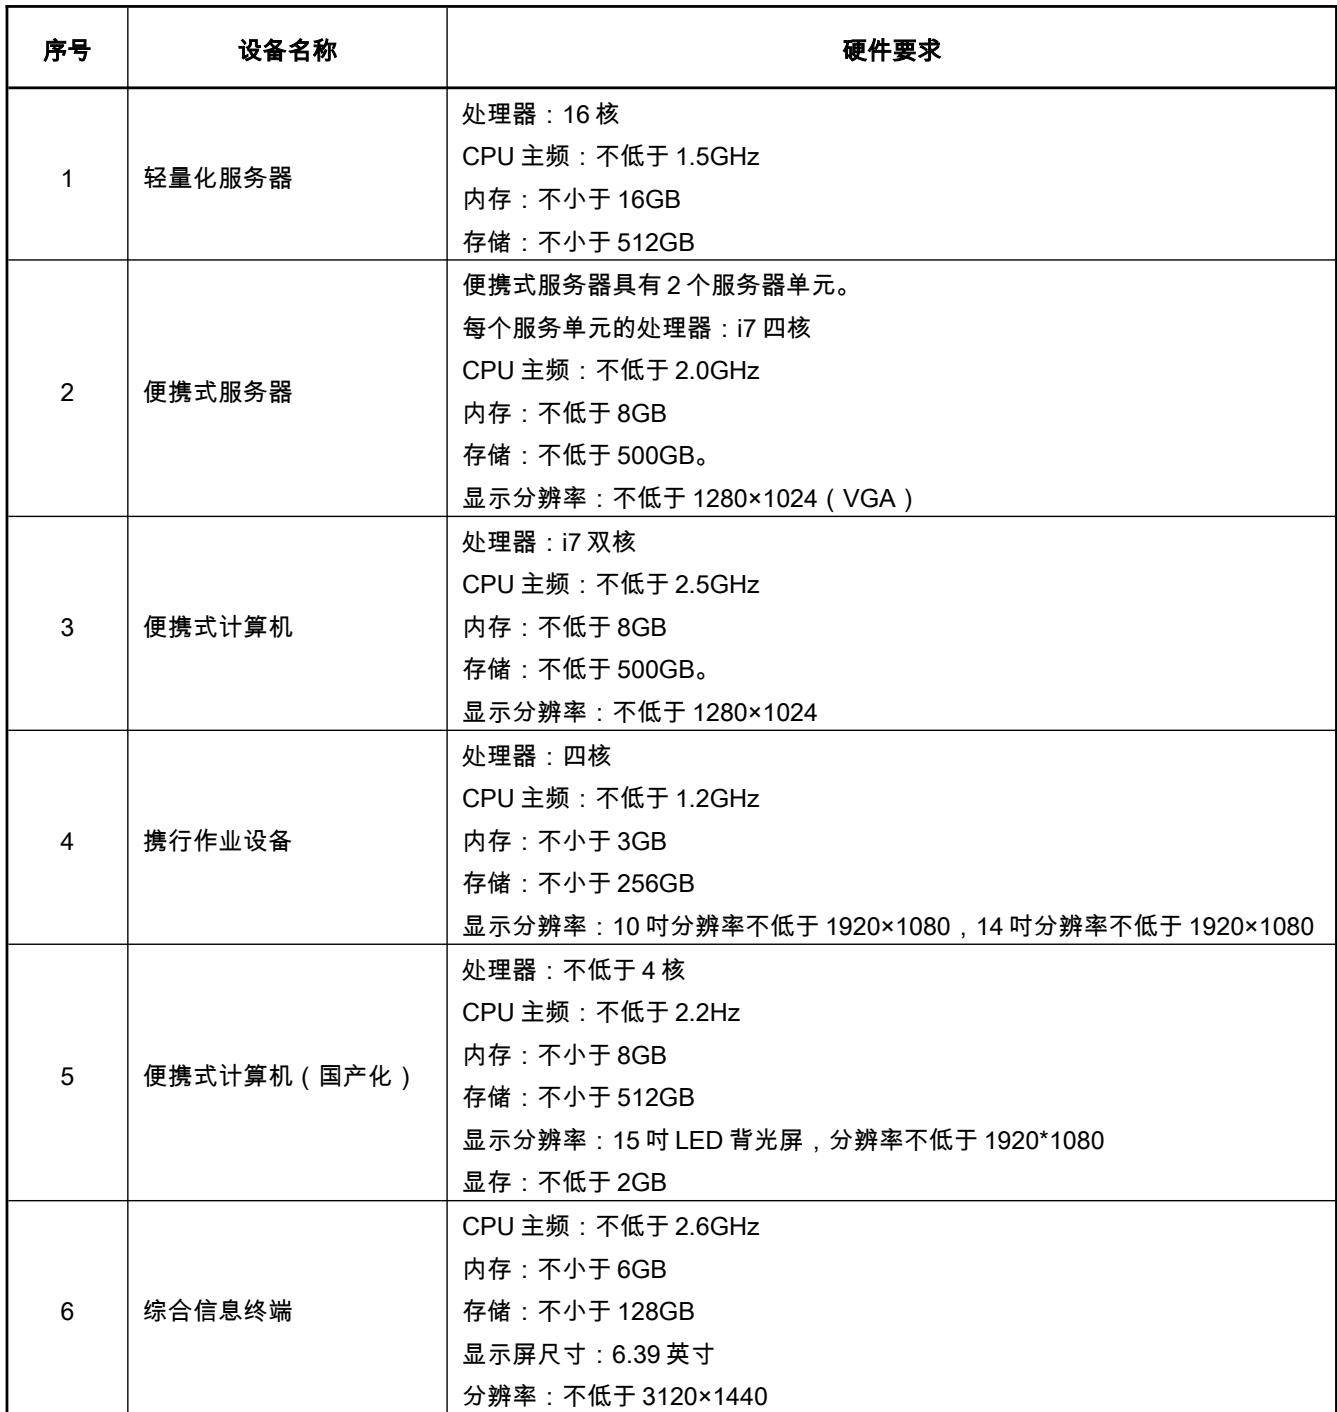 序号 设备名称 硬件要求
1 轻量化服务器
处理器：16 核
CPU 主频：不低于 1.5GHz
内存：不小于 16GB
存储：不小于 512GB
2 便携式服务器
便携式服务器具有 2 个服务器单元。
每个服务单元的处理器：i7 四核
CPU 主频：不低于 2.0GHz
内存：不低于 8GB
存储：不低于 500GB。
显示分辨率：不低于 1280×1024（VGA）
3 便携式计算机
处理器：i7 双核
CPU 主频：不低于 2.5GHz
内存：不低于 8GB
存储：不低于 500GB。
显示分辨率：不低于 1280×1024
4 携行作业设备
处理器：四核
CPU 主频：不低于 1.2GHz
内存：不小于 3GB
存储：不小于 256GB
显示分辨率：10 吋分辨率不低于 1920×1080，14 吋分辨率不低于 1920×1080
5 便携式计算机（国产化）
处理器：不低于 4 核
CPU 主频：不低于 2.2Hz
内存：不小于 8GB
存储：不小于 512GB
显示分辨率：15 吋 LED 背光屏，分辨率不低于 1920*1080
显存：不低于 2GB
6 综合信息终端
CPU 主频：不低于 2.6GHz
内存：不小于 6GB
存储：不小于 128GB
显示屏尺寸：6.39 英寸
分辨率：不低于 3120×1440